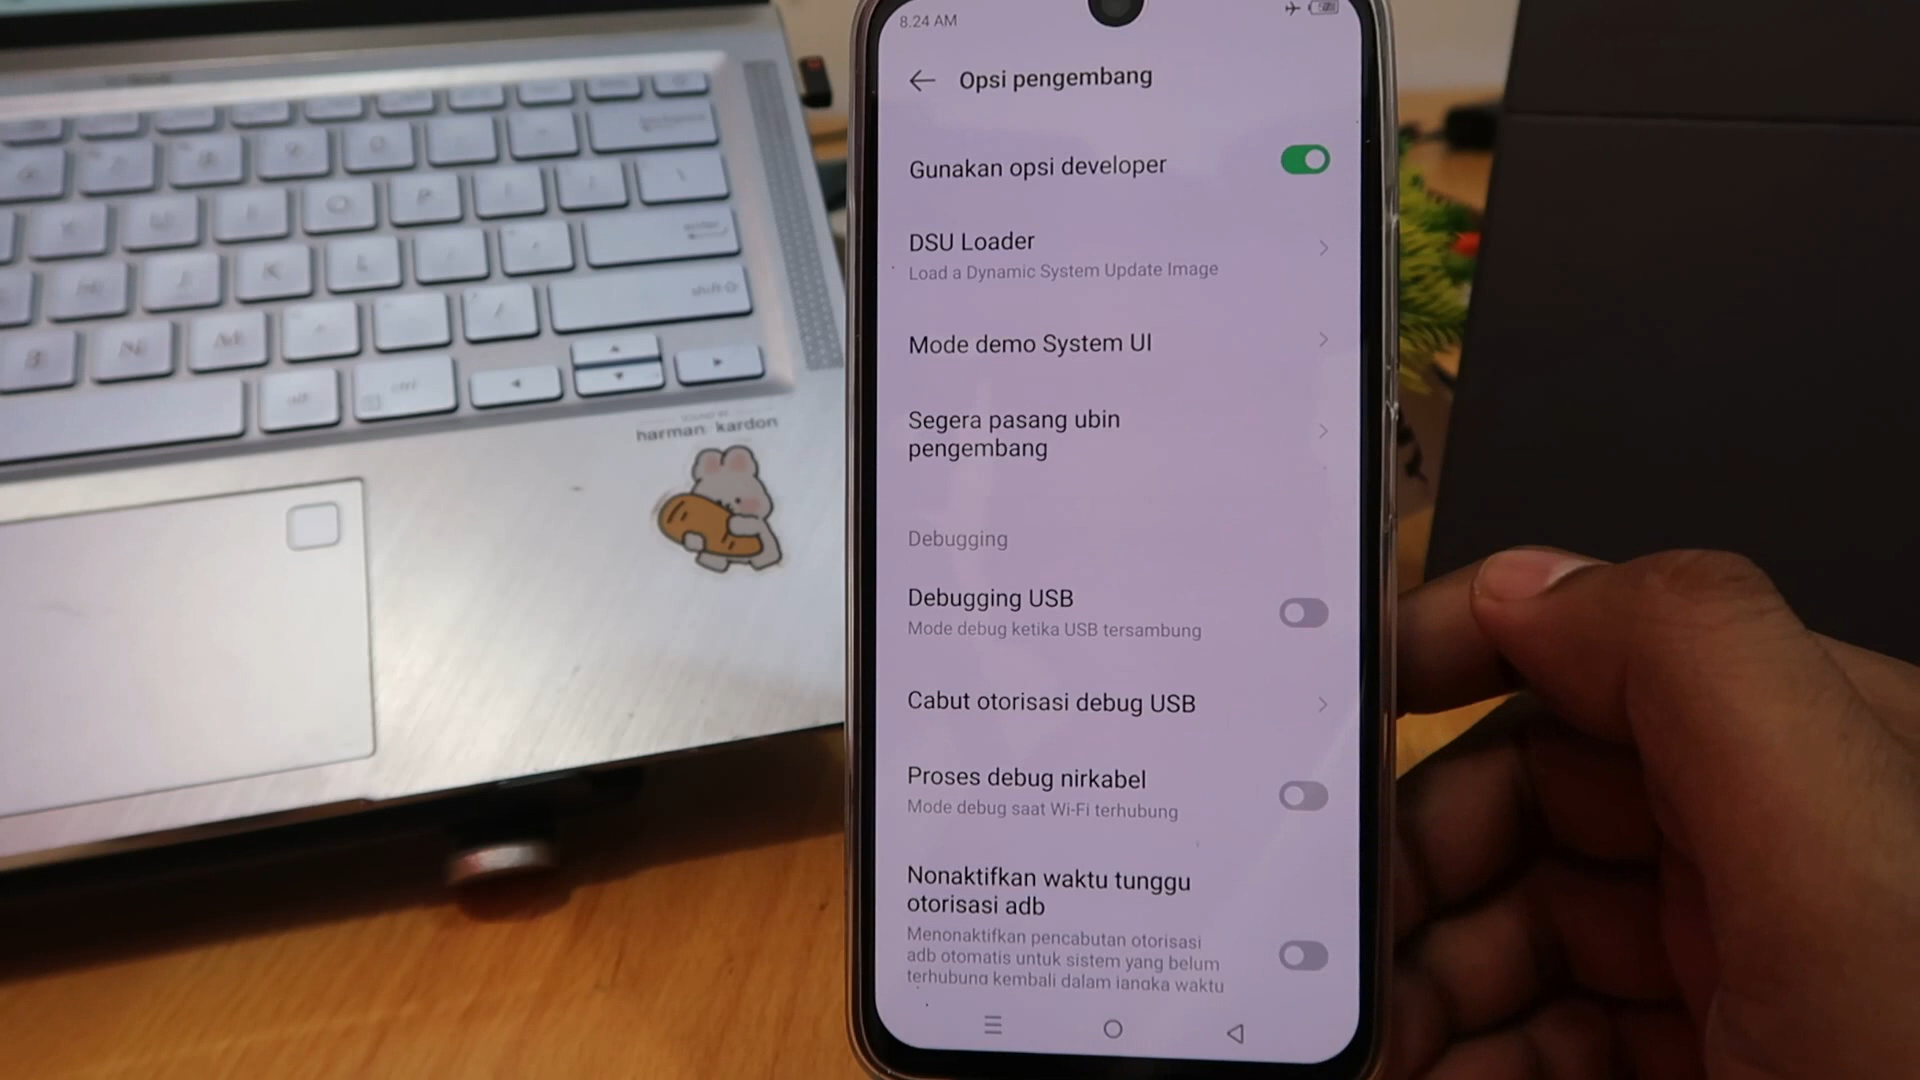 8.24 AM
Opsi pengembang
Gunakan opsi developer
DSU Loader
Load a Dynamic System Update Image
Mode demo System UI
Segera pasang ubin
pengembang
Debugging
Debugging USB
Mode debug ketika USB tersambung
Cabut otorisasi debug USB
Proses debug nirkabel
Mode debug saat Wi-Fi terhubung
Nonaktifkan waktu tunggu
otorisasi adb
Menonaktifkan pencabutan otorisasi
adb otomatis untuk sistem yang belum
terhubung kembali dalam jangka waktu
harman kardon
shift